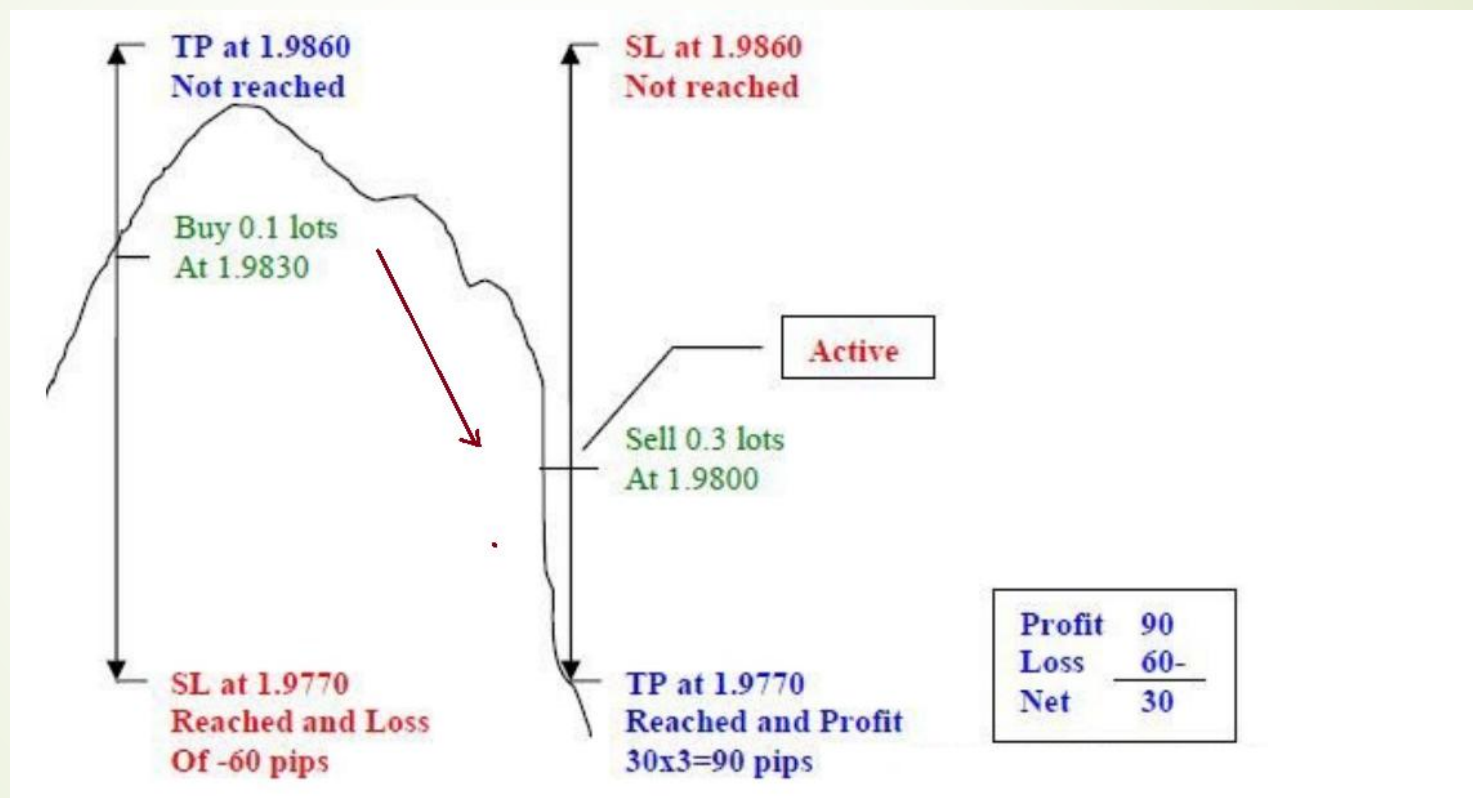 TP at 1.9860
Not reached
Buy 0.1 lots
At 1.9830
SL at 1.9770
Reached and Loss
Of -60 pips
SL at 1.9860
Not reached
Active
Sell 0.3 lots
At 1.9800
TP at 1.9770
Reached and Profit
30x3=90 pips
Profit 90
Loss 60-
Net 30